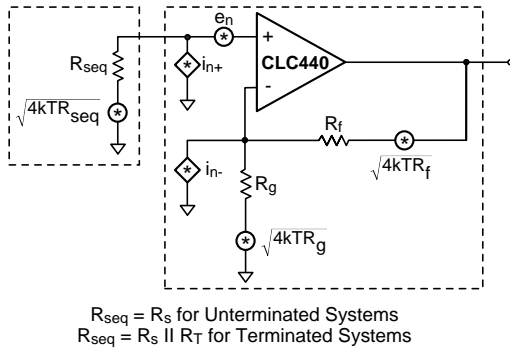 e_n
+
R_seq
i_n+
CLC440
√4kTR_seq
-
R_f
i_n-
R_g
√4kTR_f
√4kTR_g
R_seq = R_s for Unterminated Systems
R_seq = R_s II R_T for Terminated Systems